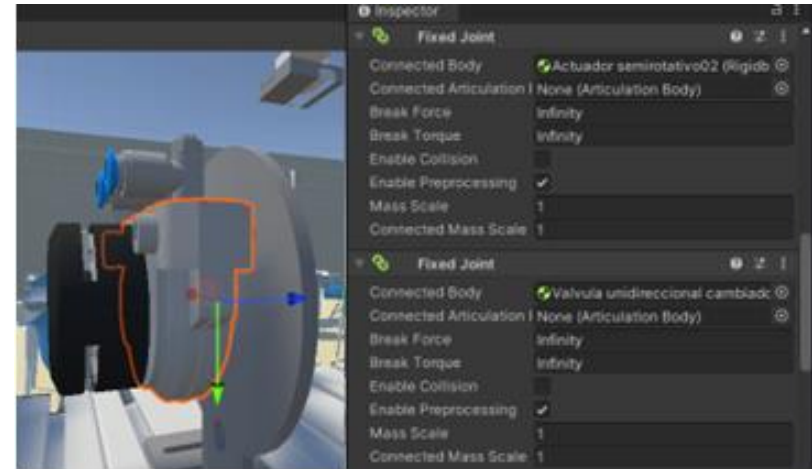 Inspector
Fixed Joint
Connected Body Actuador semirotativo02 (Rigidb
Connected Articulation None (Articulation Body)
Break Force Infinity
Break Torque Infinity
Enable Collision
Enable Preprocessing
Mass Scale 1
Connected Mass Scale 1
Fixed Joint
Connected Body Valvula unidireccional cambiadc
Connected Articulation None (Articulation Body)
Break Force Infinity
Break Torque Infinity
Enable Collision
Enable Preprocessing
Mass Scale 1
Connected Mass Scale 1